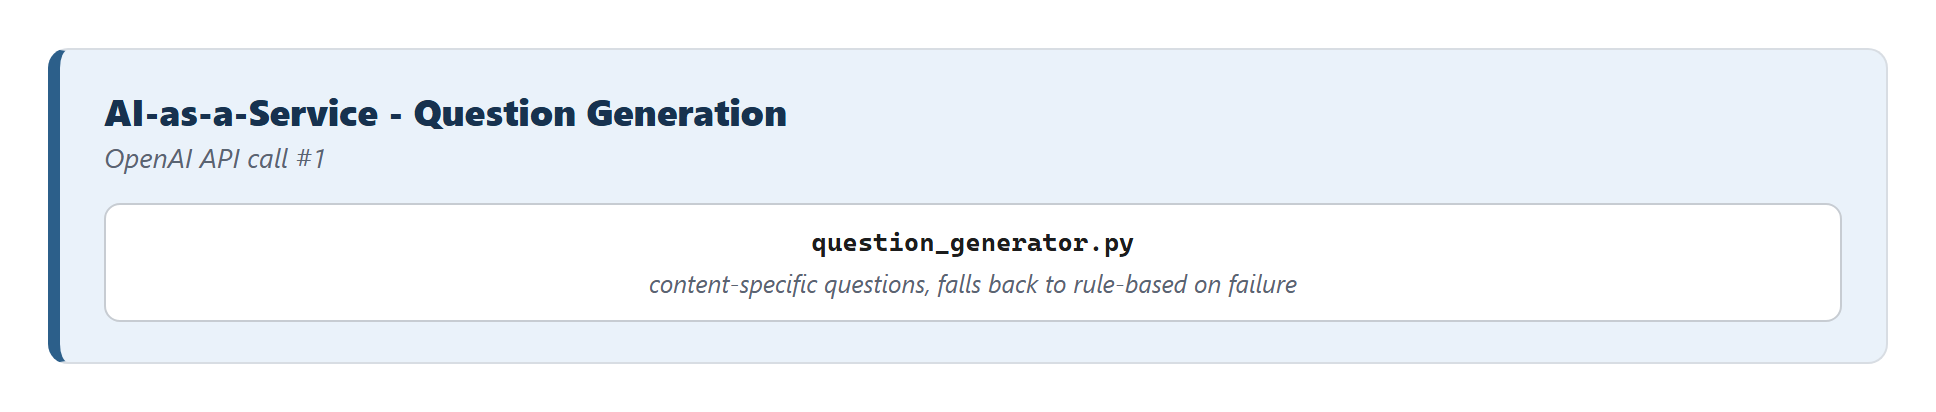 AI-as-a-Service - Question Generation
OpenAI API call #1
question_generator.py
content-specific questions, falls back to rule-based on failure